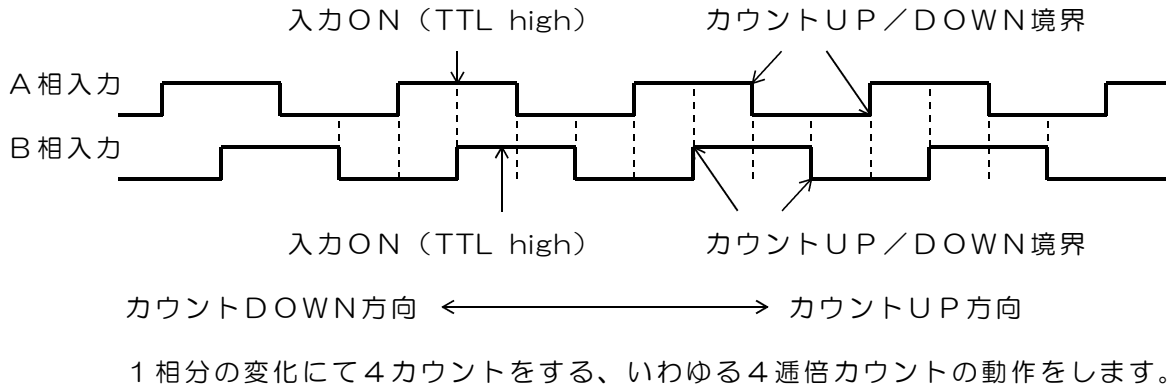 入力ON（TTL high） カウントUP／DOWN境界
A相入力
B相入力
入力ON（TTL high） カウントUP／DOWN境界
カウントDOWN方向 カウントUP方向
１相分の変化にて４カウントをする、いわゆる４逓倍カウントの動作をします。